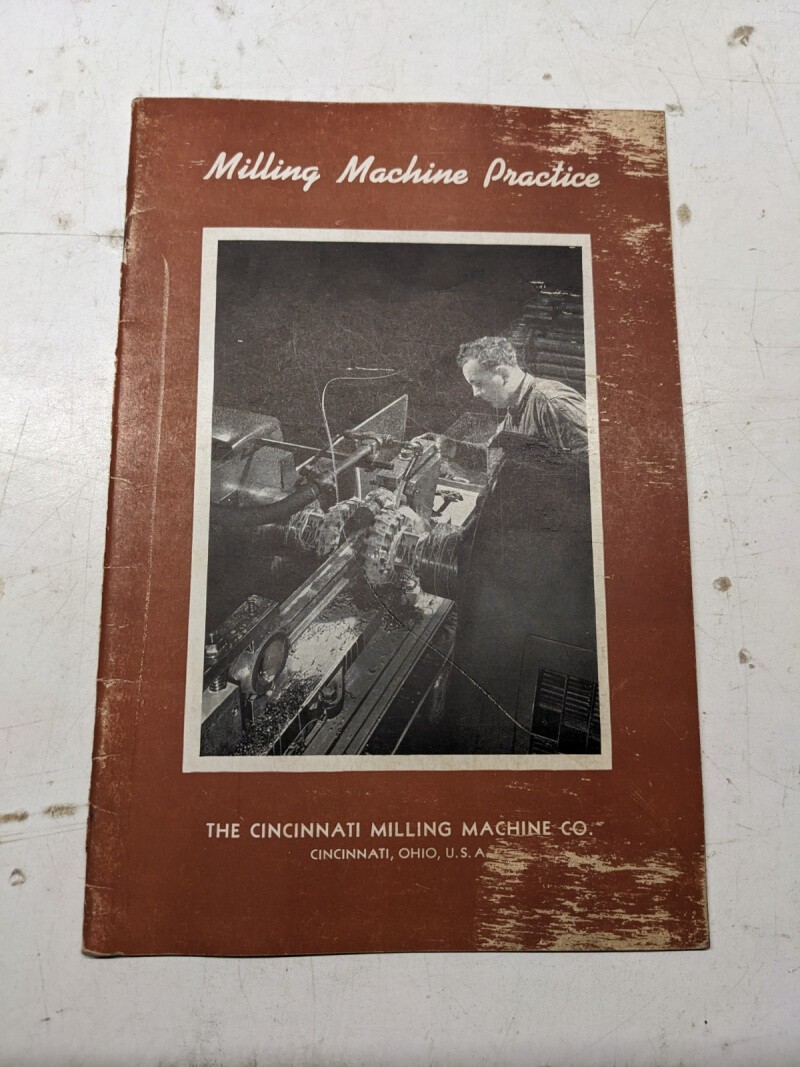 Milling Machine Practice
THE CINCINNATI MILLING MACHINE CO.
CINCINNATI, OHIO, U.S.A.